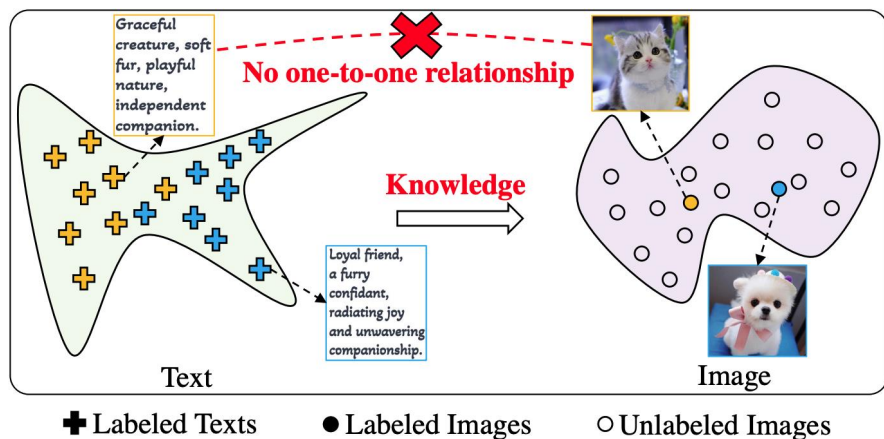 Graceful
creature, soft
fur, playful
nature,
independent
companion.
No one-to-one relationship
Knowledge
Loyal friend,
a furry
confidant,
radiating joy
and unwavering
companionship.
Text
Image
Labeled Texts
Labeled Images
Unlabeled Images